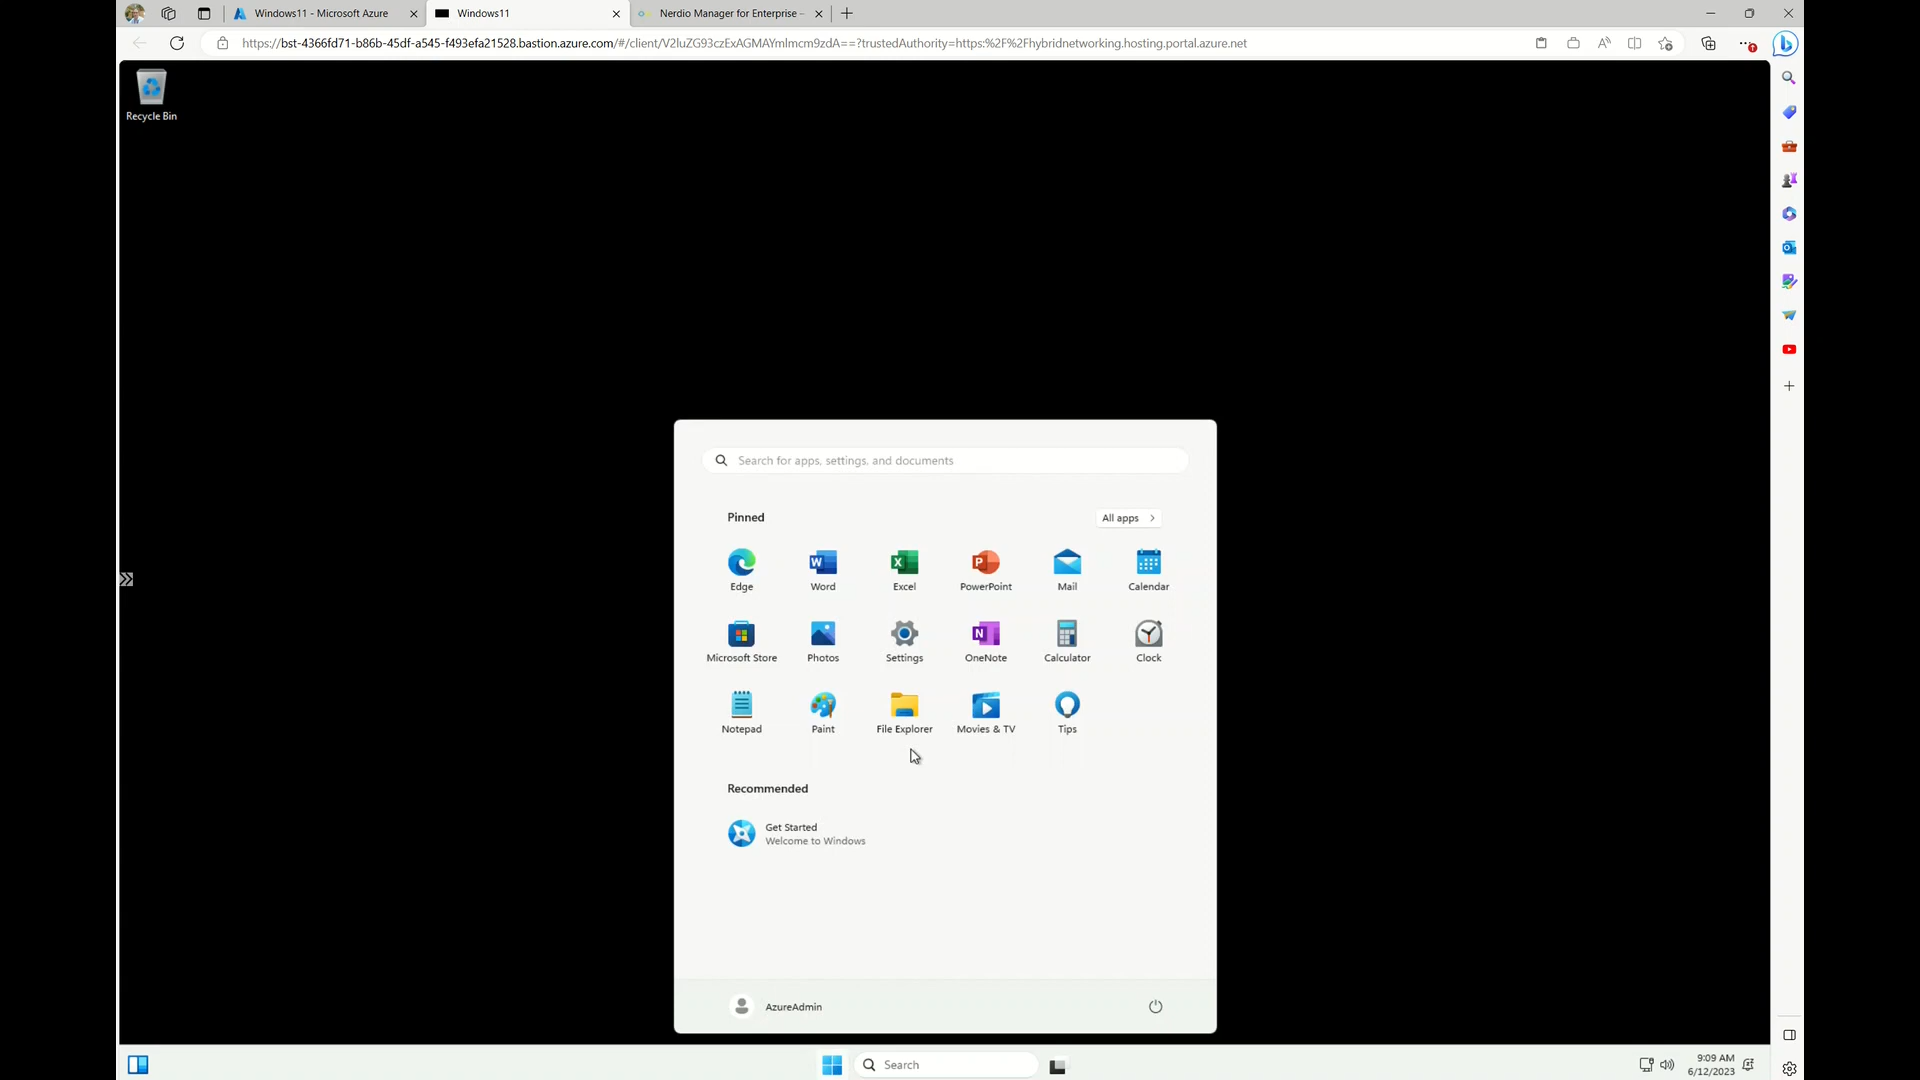 Windows11 - Microsoft Azure
Windows11
Nerdio Manager for Enterprise –
https://bst-4366fd71-b86b-45df-a545-f493efa21528.bastion.azure.com/#/client/V2luZG93czExAGMAYmlmcm9zdA==?trustedAuthority=https:%2F%2Fhybridnetworking.hosting.portal.azure.net
Recycle Bin
Search for apps, settings, and documents
Pinned
All apps
Edge
Word
Excel
PowerPoint
Mail
Calendar
Microsoft Store
Photos
Settings
OneNote
Calculator
Clock
Notepad
Paint
File Explorer
Movies & TV
Tips
Recommended
Get Started
Welcome to Windows
AzureAdmin
Search
9:09 AM
6/12/2023